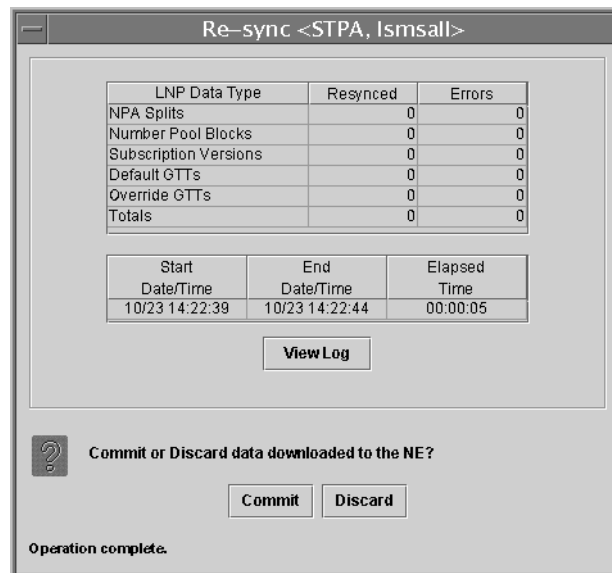 Re-sync <STPA, lsmsall>
LNP Data Type Resynced Errors
NPA Splits 0 0
Number Pool Blocks 0 0
Subscription Versions 0 0
Default GTTs 0 0
Override GTTs 0 0
Totals 0 0
Start End Elapsed
Date/Time Date/Time Time
10/23 14:22:39 10/23 14:22:44 00:00:05
View Log
Commit or Discard data downloaded to the NE?
Commit Discard
Operation complete.